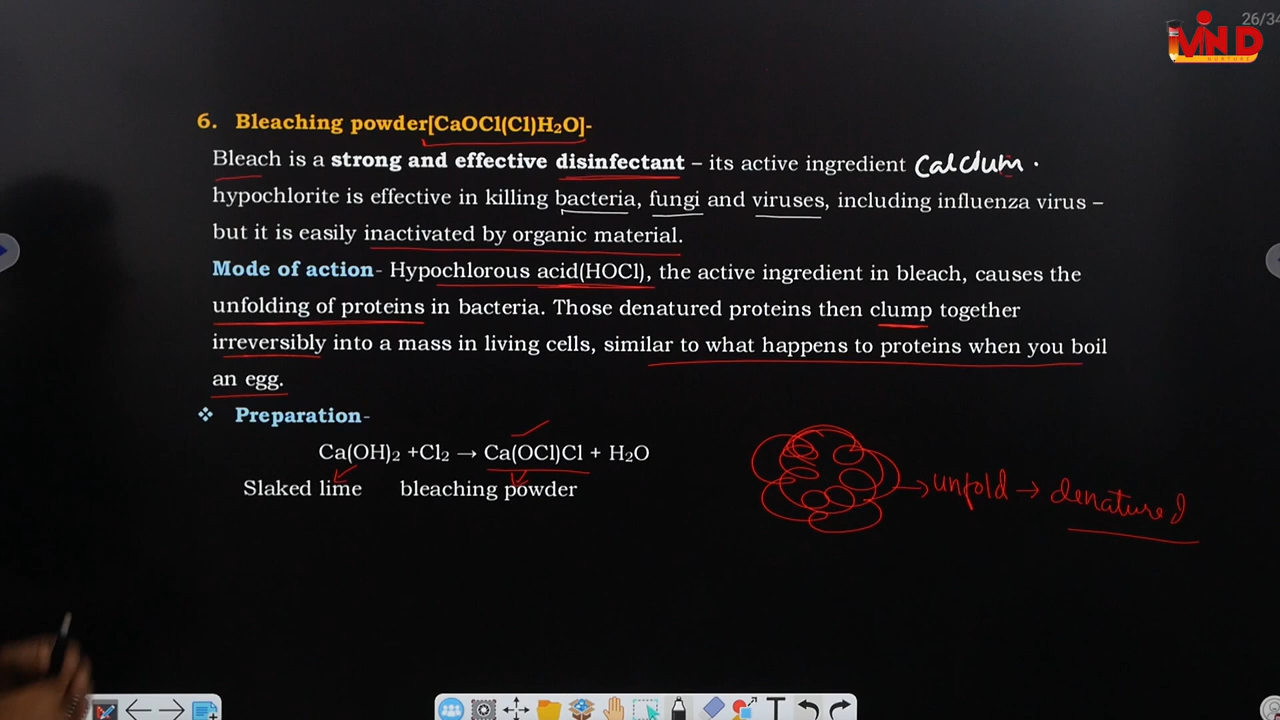 26/34
MIND
NURTURE
6. Bleaching powder[CaOCl(Cl)H₂O]-
Bleach is a strong and effective disinfectant – its active ingredient Calcium
hypochlorite is effective in killing bacteria, fungi and viruses, including influenza virus –
but it is easily inactivated by organic material.
Mode of action- Hypochlorous acid(HOCl), the active ingredient in bleach, causes the
unfolding of proteins in bacteria. Those denatured proteins then clump together
irreversibly into a mass in living cells, similar to what happens to proteins when you boil
an egg.
❖ Preparation-
Ca(OH)₂ +Cl₂ → Ca(OCl)Cl + H₂O
Slaked lime bleaching powder
→ unfold → denatured